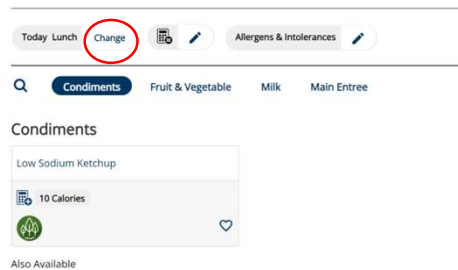 Today Lunch Change Allergens & Intolerances
Condiments Fruit & Vegetable Milk Main Entree
Condiments
Low Sodium Ketchup
10 Calories
Also Available